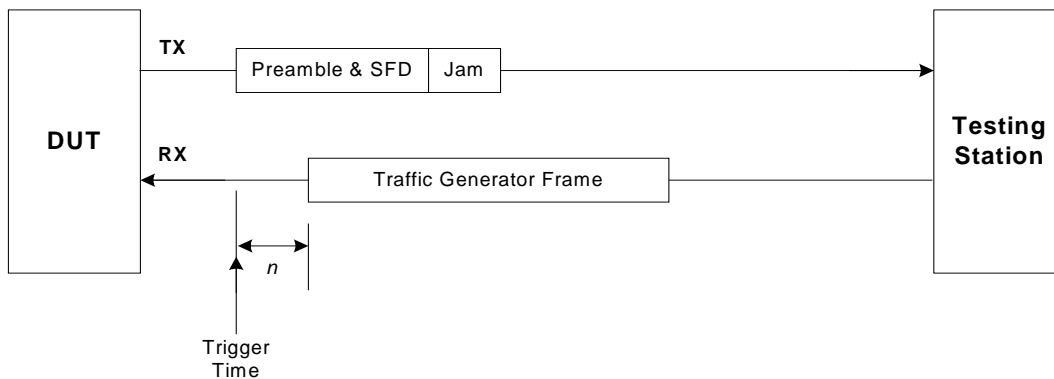 TX
Preamble & SFD
Jam
DUT
Testing
Station
RX
Traffic Generator Frame
n
Trigger
Time